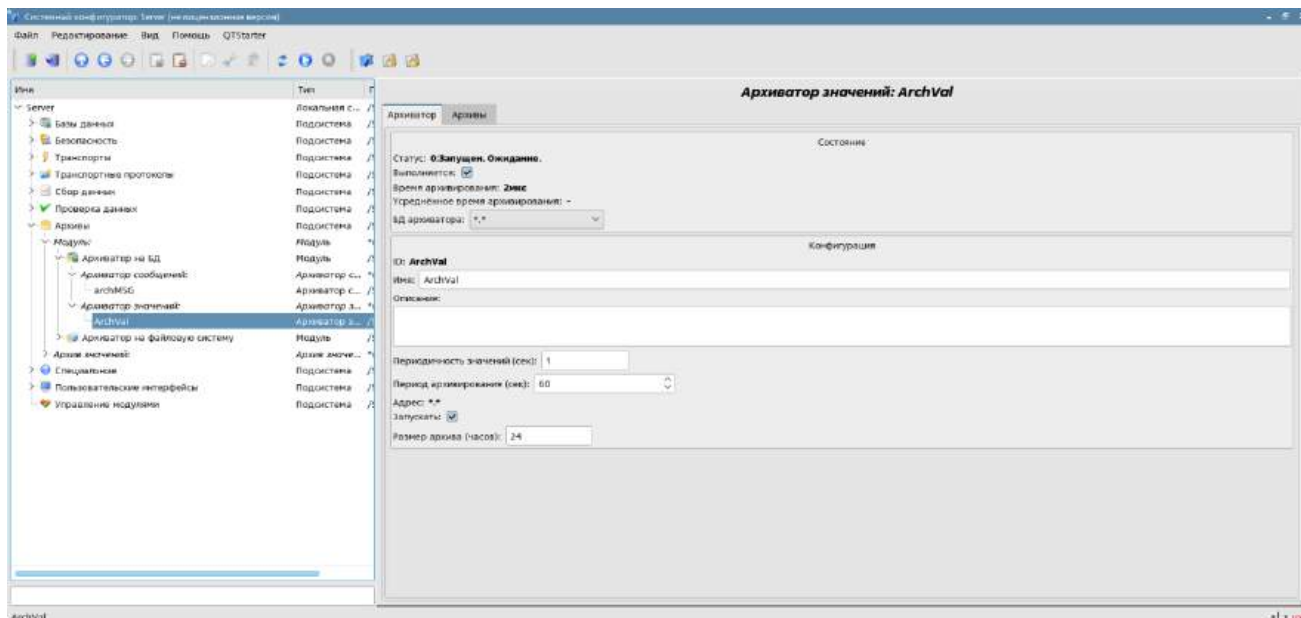 Системный конфигуратор: Server (не лицензионная версия)
Файл Редактирование Вид Помощь QTStarter
Имя Тип
Server Локальная с...
Базы данных Подсистема
Безопасность Подсистема
Транспорты Подсистема
Транспортные протоколы Подсистема
Сбор данных Подсистема
Проверка данных Подсистема
Архивы Подсистема
Модуль: Модуль
Архиватор на БД Модуль
Архиватор сообщений: Архиватор с...
archMSG Архиватор с...
Архиватор значений: Архиватор з...
ArchVal Архиватор з...
Архиватор на файловую систему Модуль
Архив значений: Архив значе...
Специальные Подсистема
Пользовательские интерфейсы Подсистема
Управление модулями Подсистема
Архиватор значений: ArchVal
Архиватор Архивы
Состояние
Статус: 0:Запущен. Ожидание.
Выполняется:
Время архивирования: 2мкс
Усреднённое время архивирования: -
БД архиватора: *.*
Конфигурация
ID: ArchVal
Имя: ArchVal
Описание:
Периодичность значений (сек): 1
Период архивирования (сек): 60
Адрес: *.*
Запускать:
Размер архива (часов): 24
ArchVal